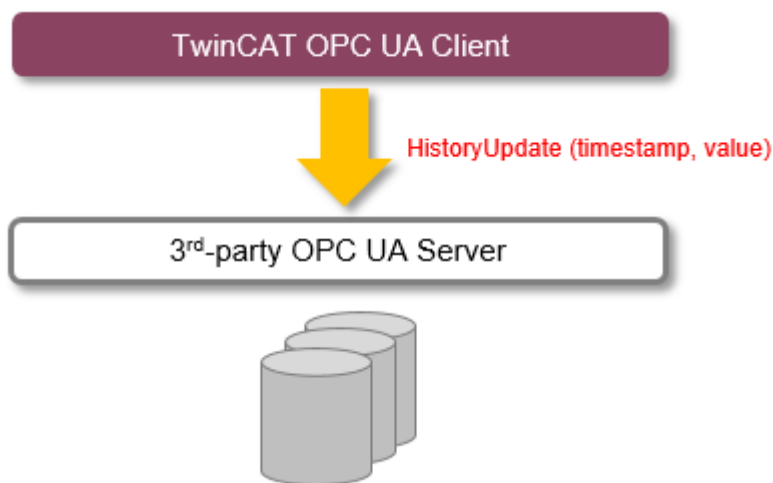 TwinCAT OPC UA Client
HistoryUpdate (timestamp, value)
3rd-party OPC UA Server